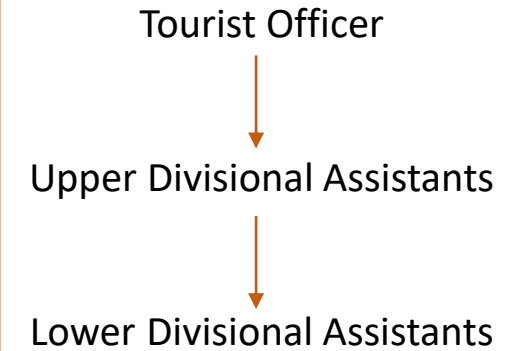 Tourist Officer
Upper Divisional Assistants
Lower Divisional Assistants